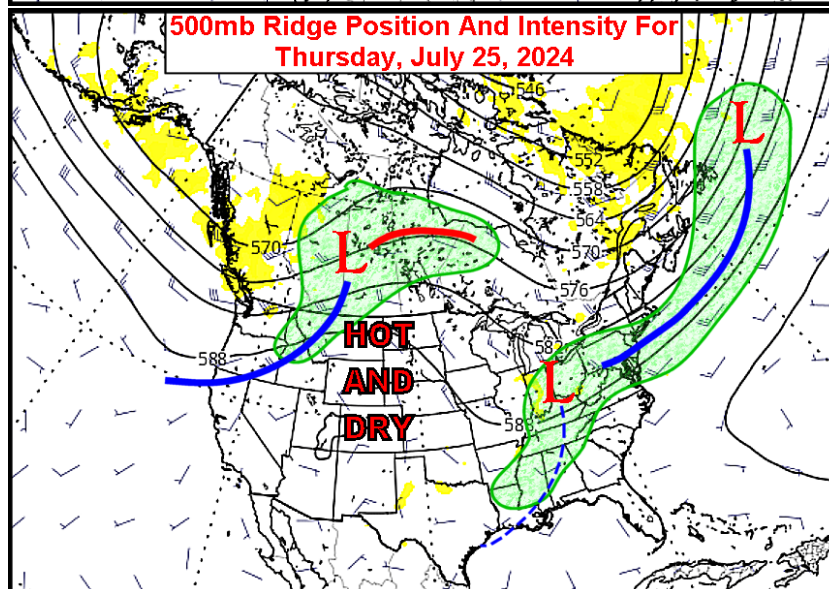 500mb Ridge Position And Intensity For
Thursday, July 25, 2024
546
552
558
564
570
L
570
L
576
588
HOT
582
AND
L
DRY
588